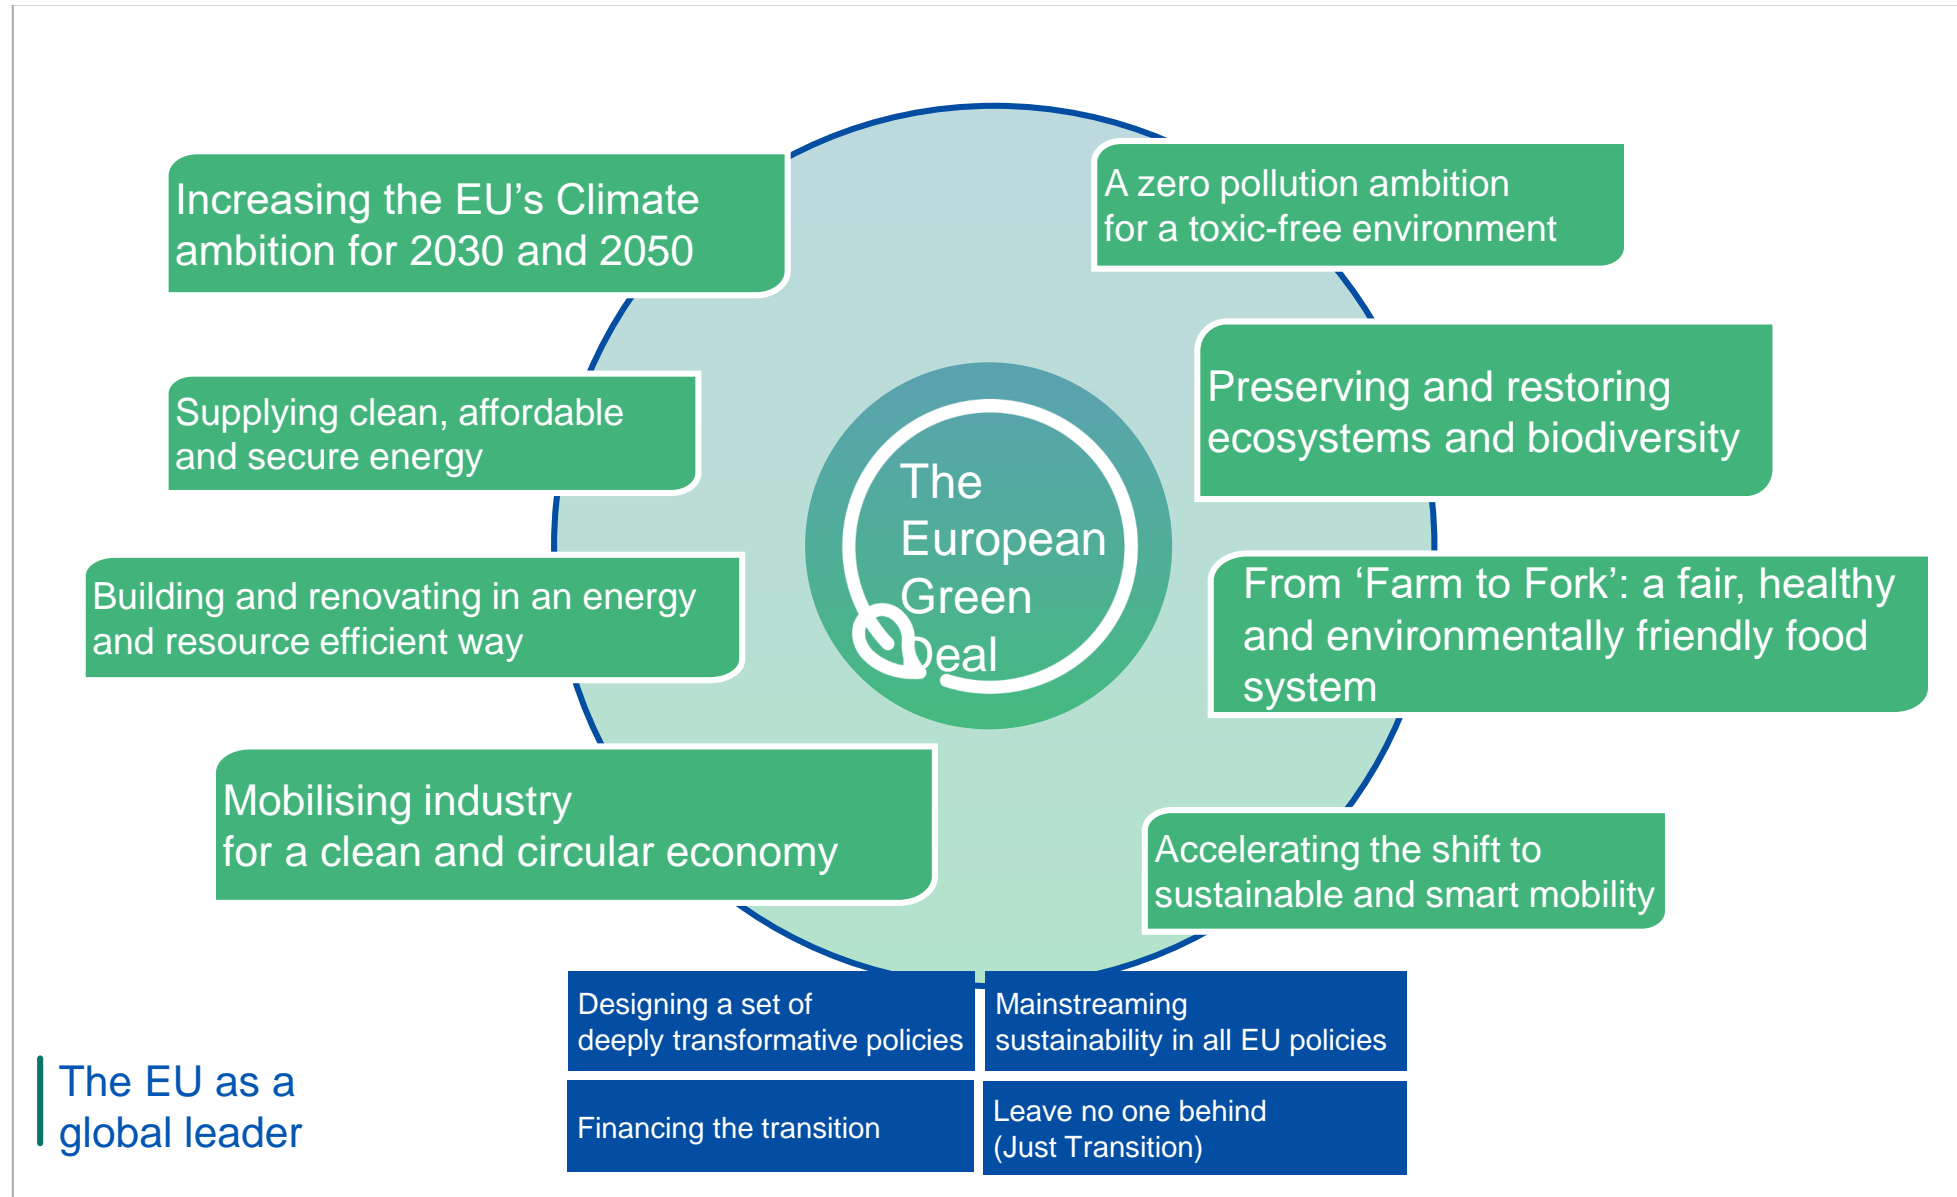 Increasing the EU’s Climate
ambition for 2030 and 2050
A zero pollution ambition
for a toxic-free environment
Supplying clean, affordable
and secure energy
Preserving and restoring
ecosystems and biodiversity
The
European
Green
Deal
Building and renovating in an energy
and resource efficient way
From ‘Farm to Fork’: a fair, healthy
and environmentally friendly food
system
Mobilising industry
for a clean and circular economy
Accelerating the shift to
sustainable and smart mobility
Designing a set of
deeply transformative policies
Mainstreaming
sustainability in all EU policies
Financing the transition
Leave no one behind
(Just Transition)
The EU as a
global leader